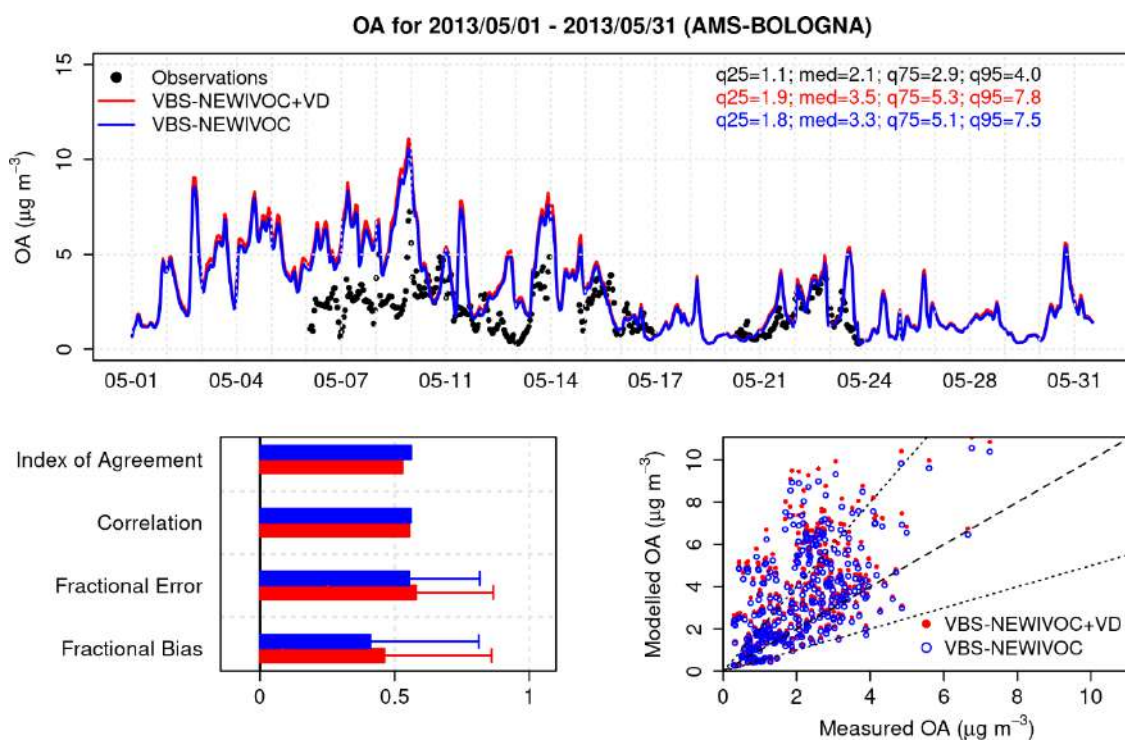 OA for 2013/05/01 - 2013/05/31 (AMS-BOLOGNA)
OA (µg m⁻³)
15
10
5
0
Observations
VBS-NEWIVOC+VD
VBS-NEWIVOC
q25=1.1; med=2.1; q75=2.9; q95=4.0
q25=1.9; med=3.5; q75=5.3; q95=7.8
q25=1.8; med=3.3; q75=5.1; q95=7.5
05-01 05-04 05-07 05-11 05-14 05-17 05-21 05-24 05-28 05-31
Index of Agreement
Correlation
Fractional Error
Fractional Bias
0 0.5 1
Modelled OA (µg m⁻³)
10
8
6
4
2
0
VBS-NEWIVOC+VD
VBS-NEWIVOC
0 2 4 6 8 10
Measured OA (µg m⁻³)